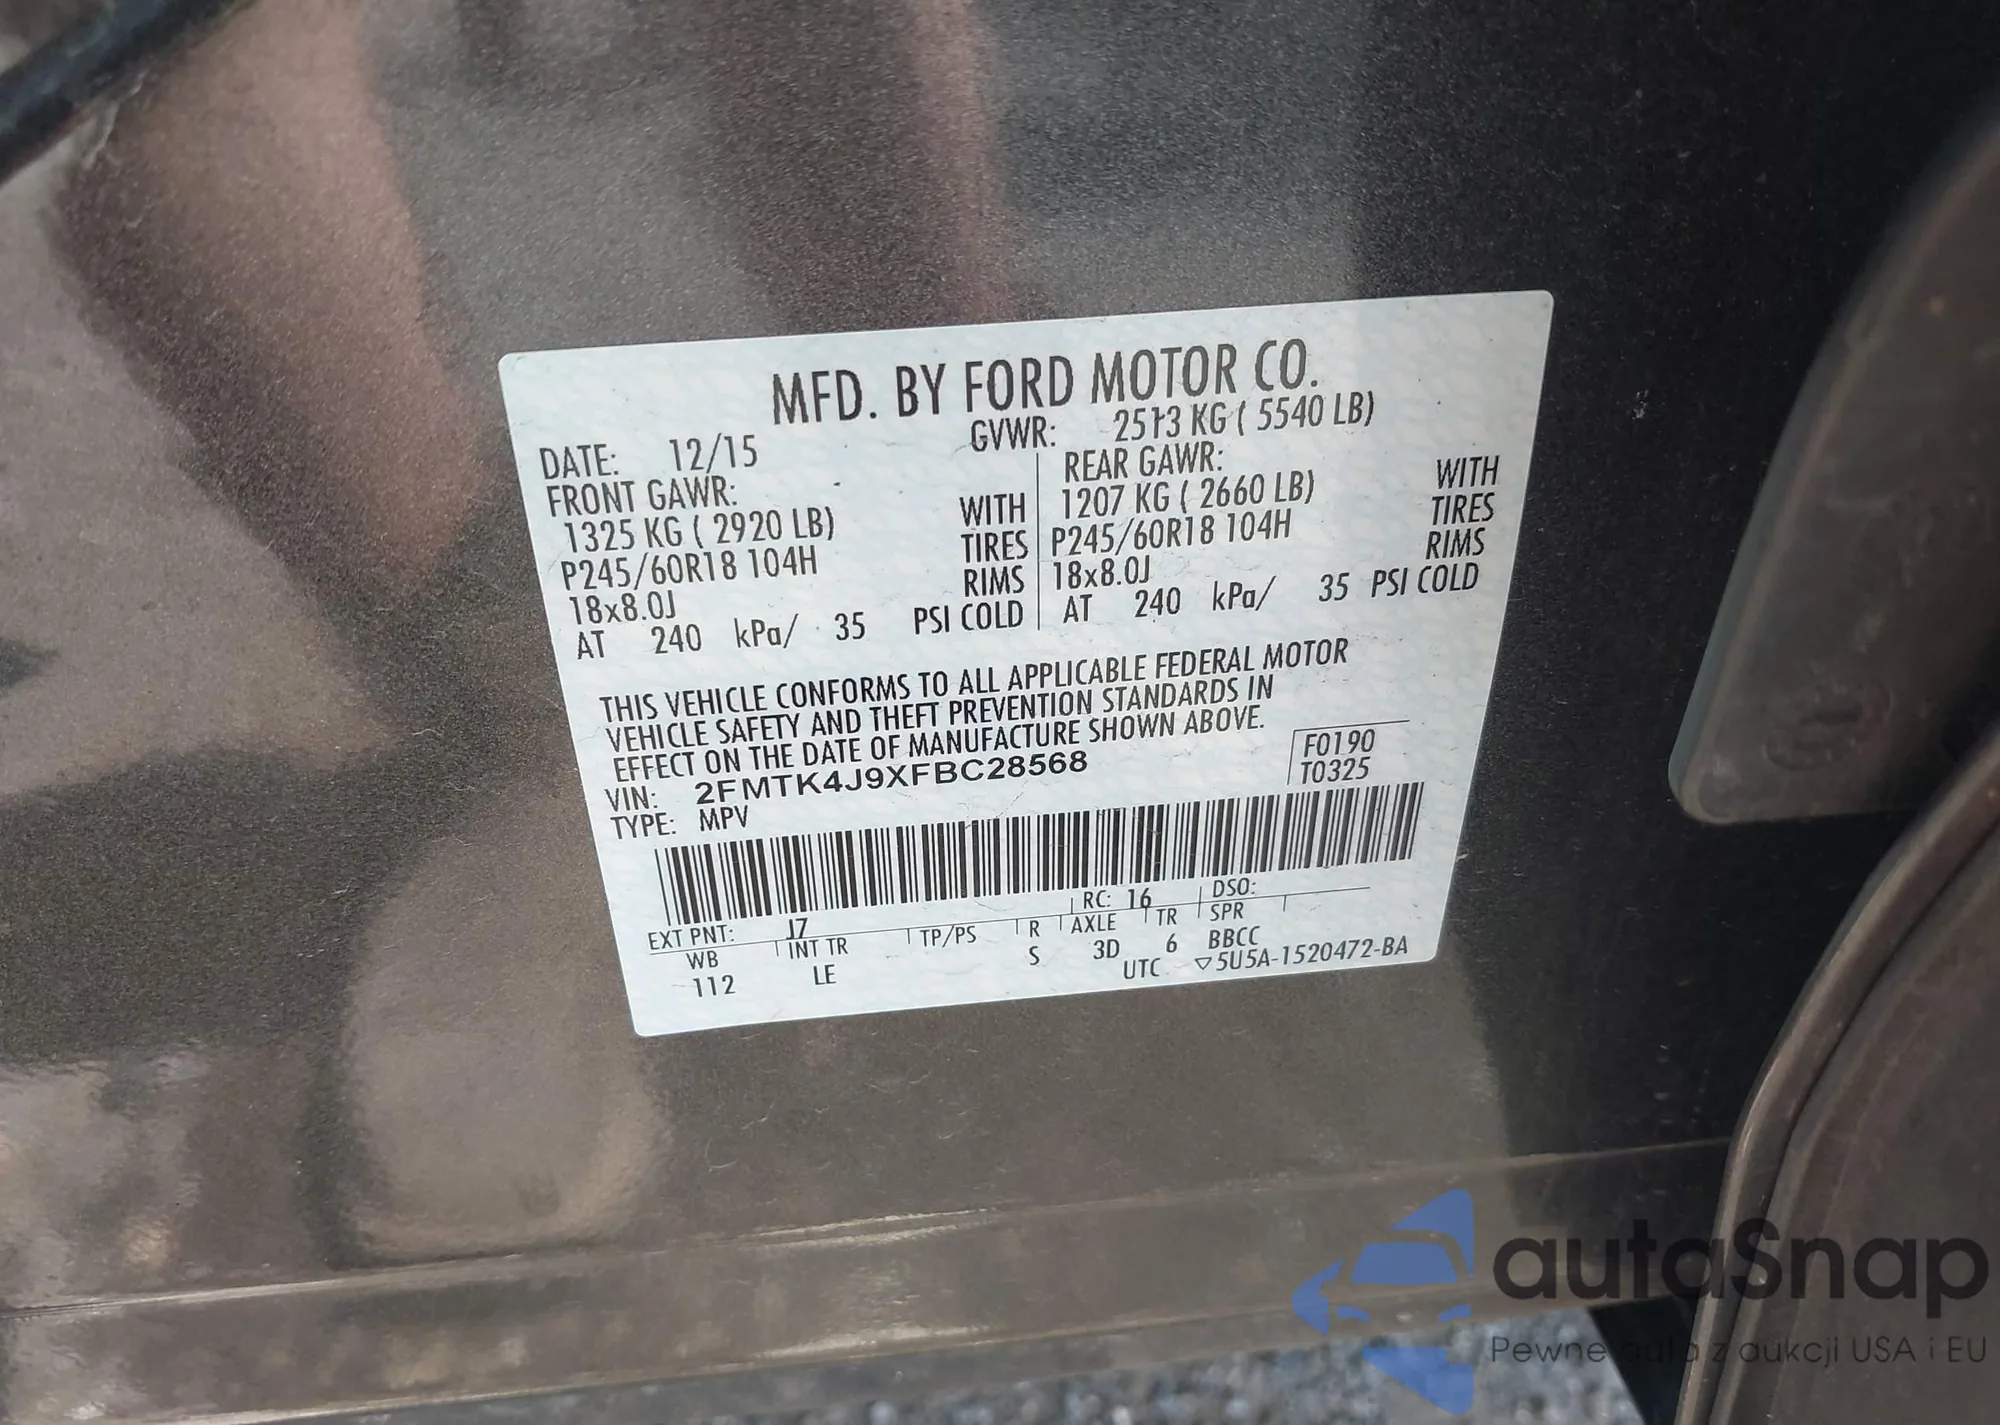 MFD. BY FORD MOTOR CO.
DATE: 12/15 GVWR: 2513 KG ( 5540 LB)
FRONT GAWR: REAR GAWR:
1325 KG ( 2920 LB) WITH 1207 KG ( 2660 LB) WITH
P245/60R18 104H TIRES P245/60R18 104H TIRES
18x8.0J RIMS 18x8.0J RIMS
AT 240 kPa/ 35 PSI COLD AT 240 kPa/ 35 PSI COLD
THIS VEHICLE CONFORMS TO ALL APPLICABLE FEDERAL MOTOR
VEHICLE SAFETY AND THEFT PREVENTION STANDARDS IN
EFFECT ON THE DATE OF MANUFACTURE SHOWN ABOVE.
VIN: 2FMTK4J9XFBC28568 F0190
TYPE: MPV T0325
EXT PNT: J7 RC: 16 DSO:
WB INT TR TP/PS R AXLE TR SPR
112 LE S 3D 6 BBCC
UTC ▽5U5A-1520472-BA
autaSnap
Pewne auta z aukcji USA i EU